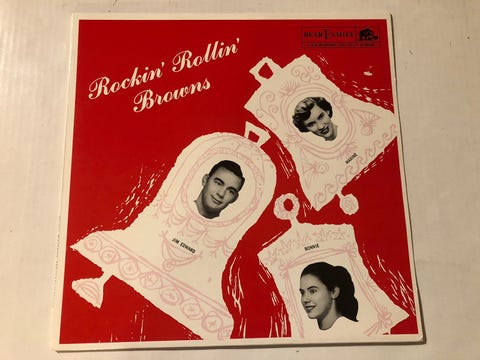 BEAR FAMILY
Rockin' Rollin'
Browns
MAXINE
JIM EDWARD
BONNIE